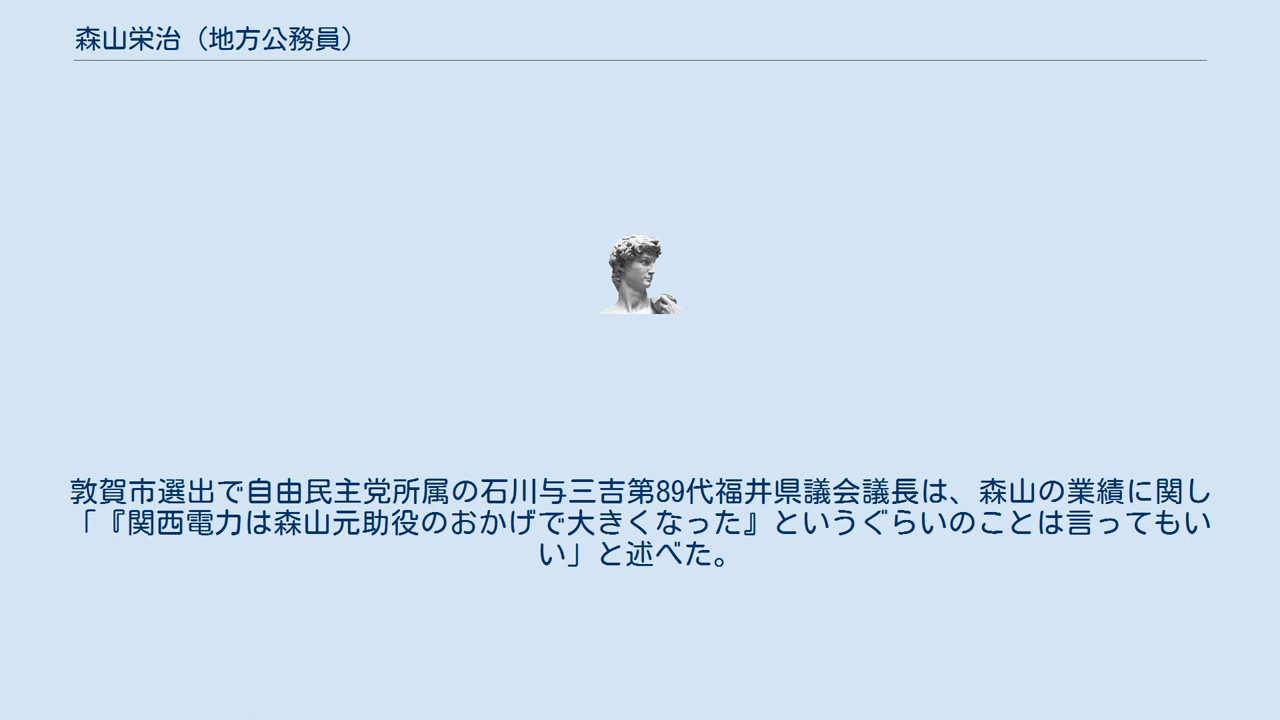 森山栄治（地方公務員）
敦賀市選出で自由民主党所属の石川与三吉第89代福井県議会議長は、森山の業績に関し
「『関西電力は森山元助役のおかげで大きくなった』というぐらいのことは言ってもい
い」と述べた。